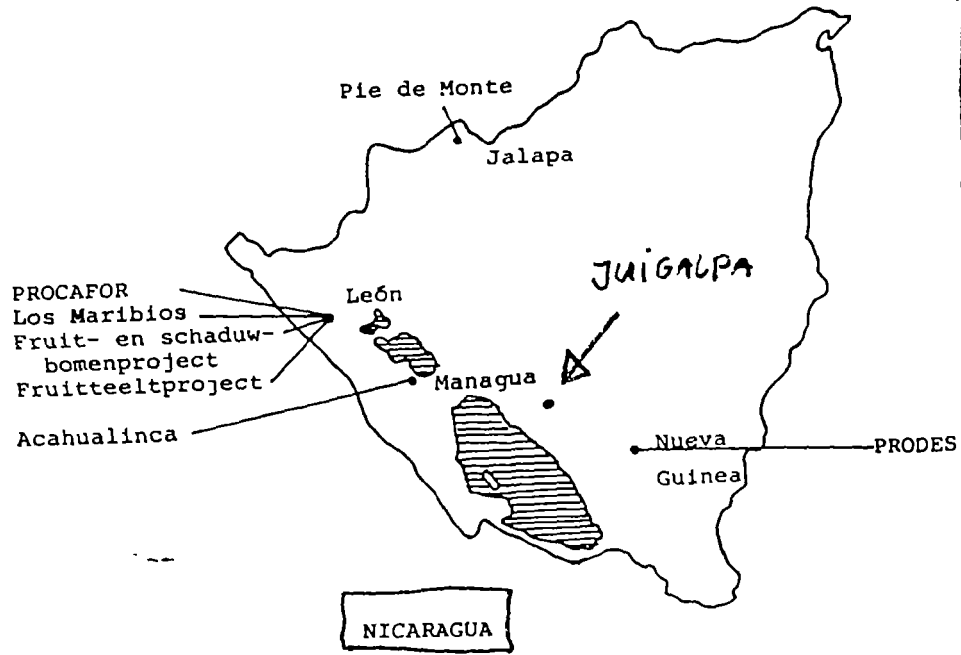 Pie de Monte
Jalapa
JUiGALPA
PROCAFOR
León
Los Maribios
Fruit- en schaduw-
bomenproject
Fruitteeltproject
Managua
Acahualinca
Nueva
Guinea
PRODES
NICARAGUA